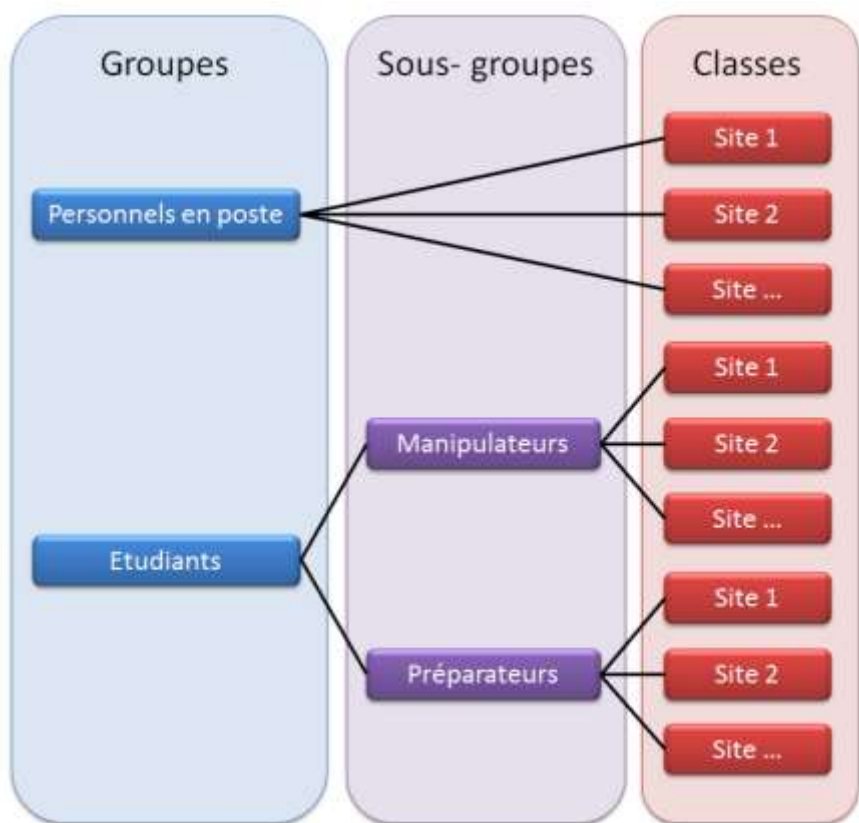 Groupes
Sous- groupes
Classes
Site 1
Personnels en poste
Site 2
Site ...
Site 1
Manipulateurs
Site 2
Site ...
Etudiants
Site 1
Préparateurs
Site 2
Site ...